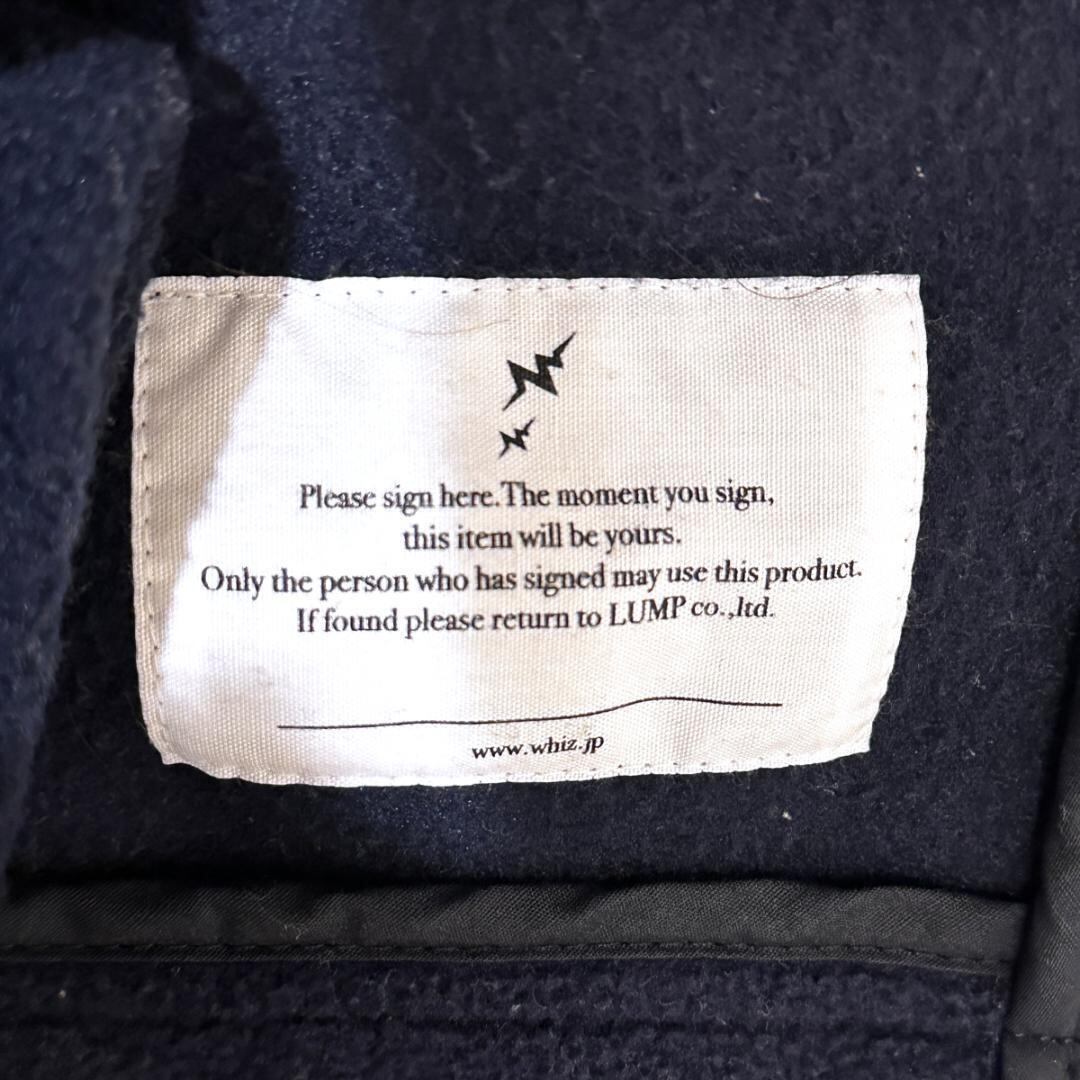 Please sign here. The moment you sign,
this item will be yours.
Only the person who has signed may use this product.
If found please return to LUMP co.,ltd.
www.whiz.jp